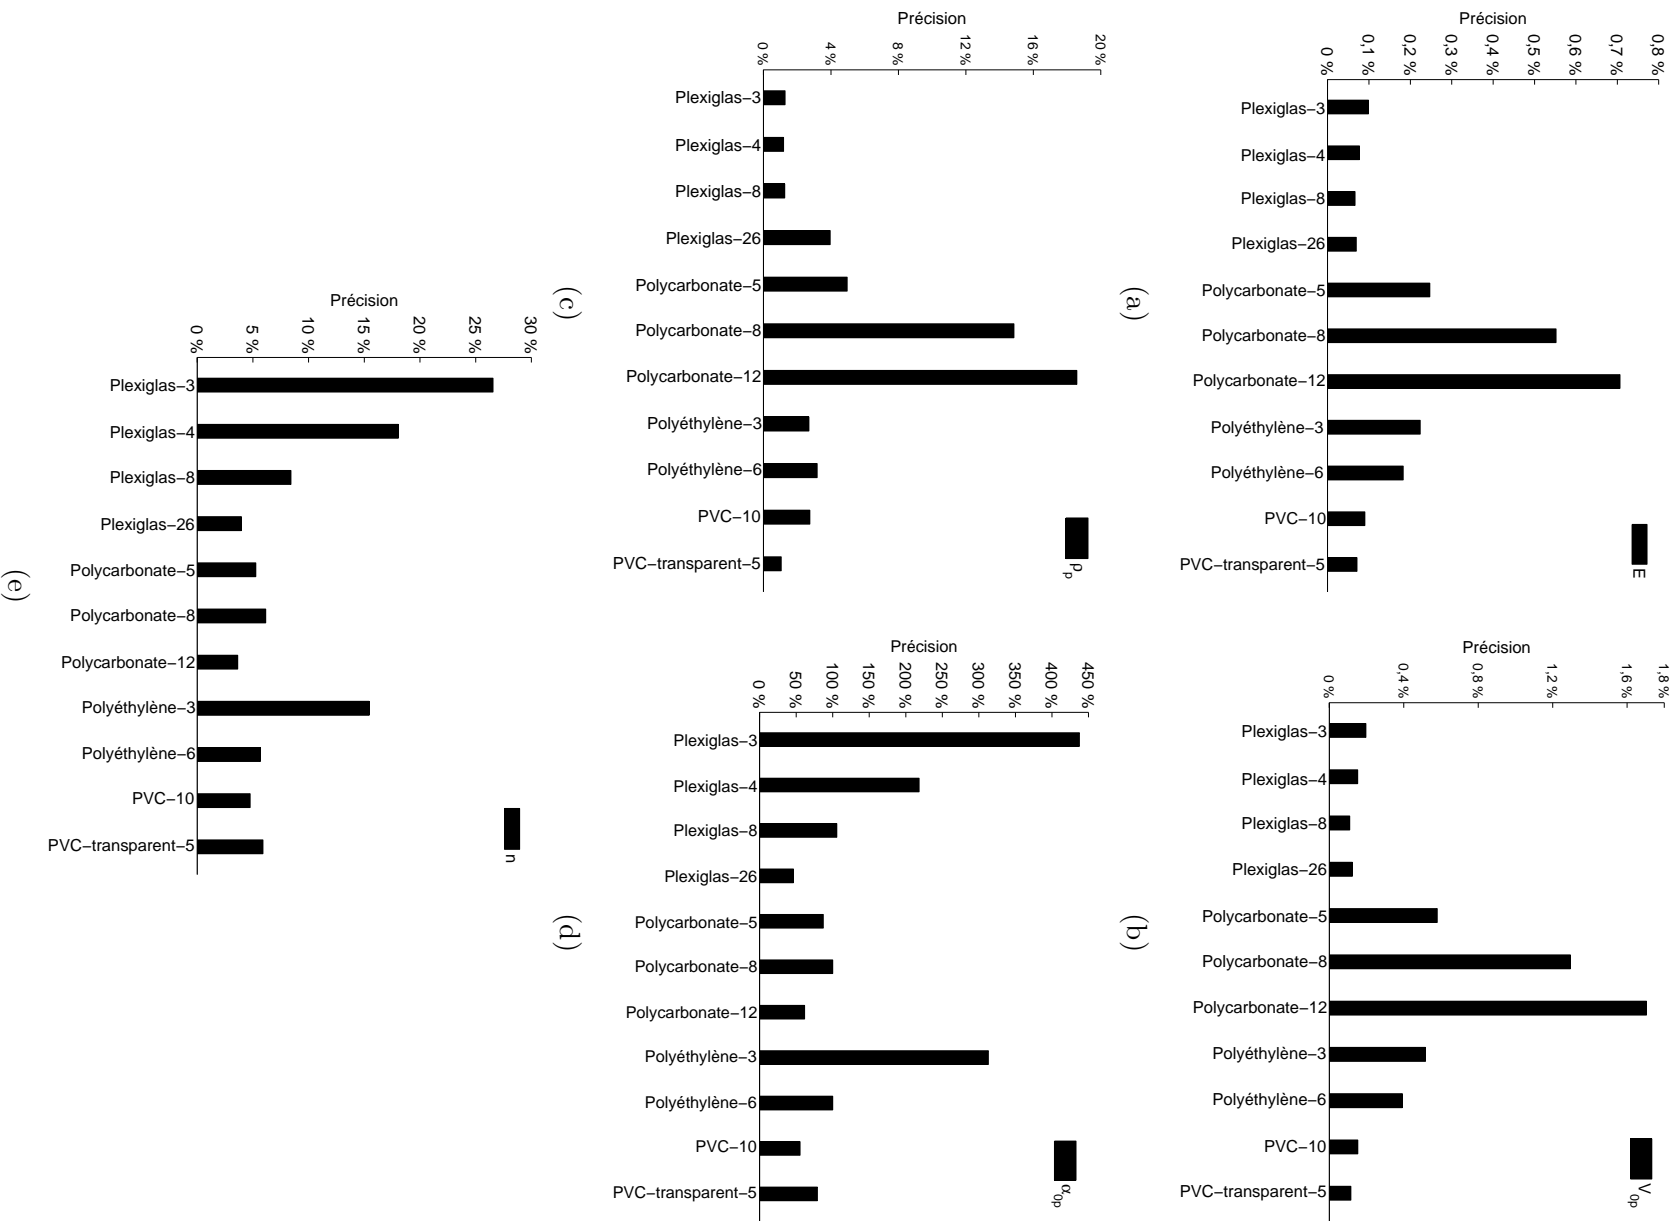 Précision
0 %
0,1 %
0,2 %
0,3 %
0,4 %
0,5 %
0,6 %
0,7 %
0,8 %
Plexiglas−3
Plexiglas−4
Plexiglas−8
Plexiglas−26
Polycarbonate−5
Polycarbonate−8
Polycarbonate−12
Polyéthylène−3
Polyéthylène−6
PVC−10
PVC−transparent−5
E
(a)
Précision
0%
0,4 %
0,8 %
1,2 %
1,6 %
1,8 %
Plexiglas−3
Plexiglas−4
Plexiglas−8
Plexiglas−26
Polycarbonate−5
Polycarbonate−8
Polycarbonate−12
Polyéthylène−3
Polyéthylène−6
PVC−10
PVC−transparent−5
V0p
(b)
Précision
0 %
4 %
8 %
12 %
16 %
20 %
Plexiglas−3
Plexiglas−4
Plexiglas−8
Plexiglas−26
Polycarbonate−5
Polycarbonate−8
Polycarbonate−12
Polyéthylène−3
Polyéthylène−6
PVC−10
PVC−transparent−5
ρp
(c)
Précision
0 %
50 %
100 %
200 %
250 %
300 %
350 %
400 %
450 %
Plexiglas−3
Plexiglas−4
Plexiglas−8
Plexiglas−26
Polycarbonate−5
Polycarbonate−8
Polycarbonate−12
Polyéthylène−3
Polyéthylène−6
PVC−10
PVC−transparent−5
α0p
(d)
Précision
0 %
5 %
10 %
15 %
20 %
25 %
30 %
Plexiglas−3
Plexiglas−4
Plexiglas−8
Plexiglas−26
Polycarbonate−5
Polycarbonate−8
Polycarbonate−12
Polyéthylène−3
Polyéthylène−6
PVC−10
PVC−transparent−5
n
(e)